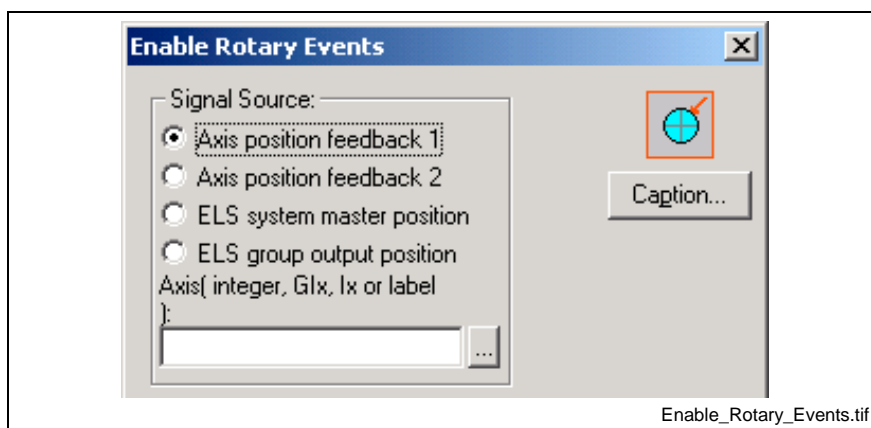 Enable Rotary Events
Signal Source:
Axis position feedback 1
Axis position feedback 2
ELS system master position
ELS group output position
Axis( integer, GIx, Ix or label
):
...
Caption...
Enable_Rotary_Events.tif